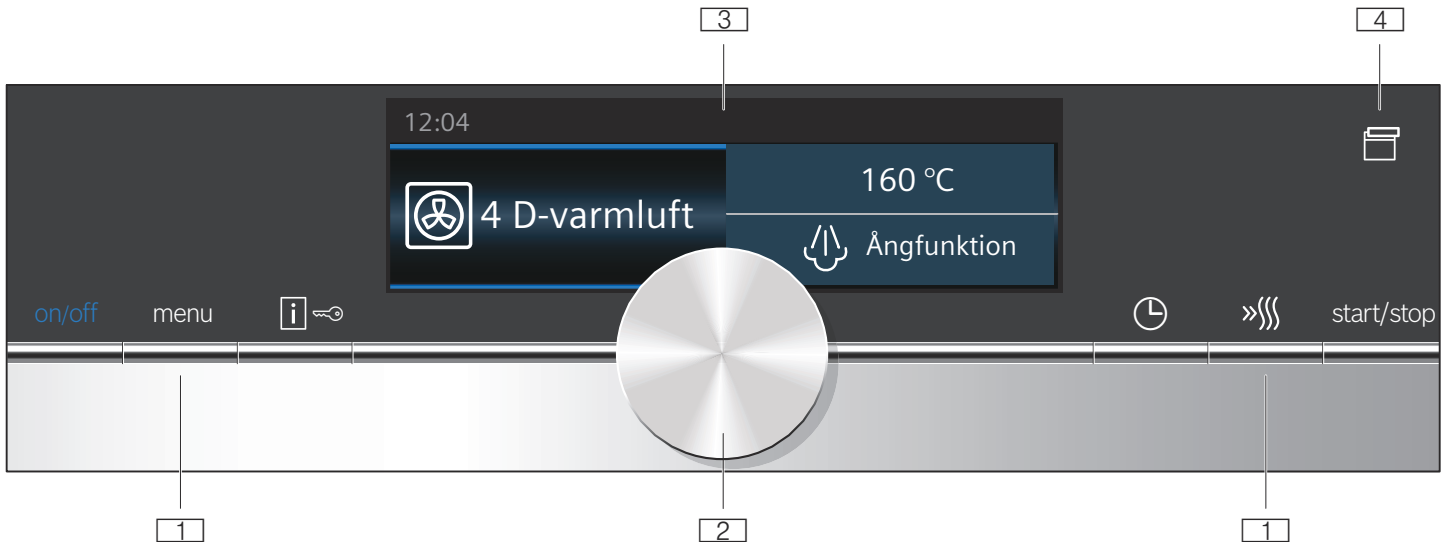 3 4
12:04
4 D-varmluft
160 °C
Ångfunktion
on/off menu i start/stop
1 2 1